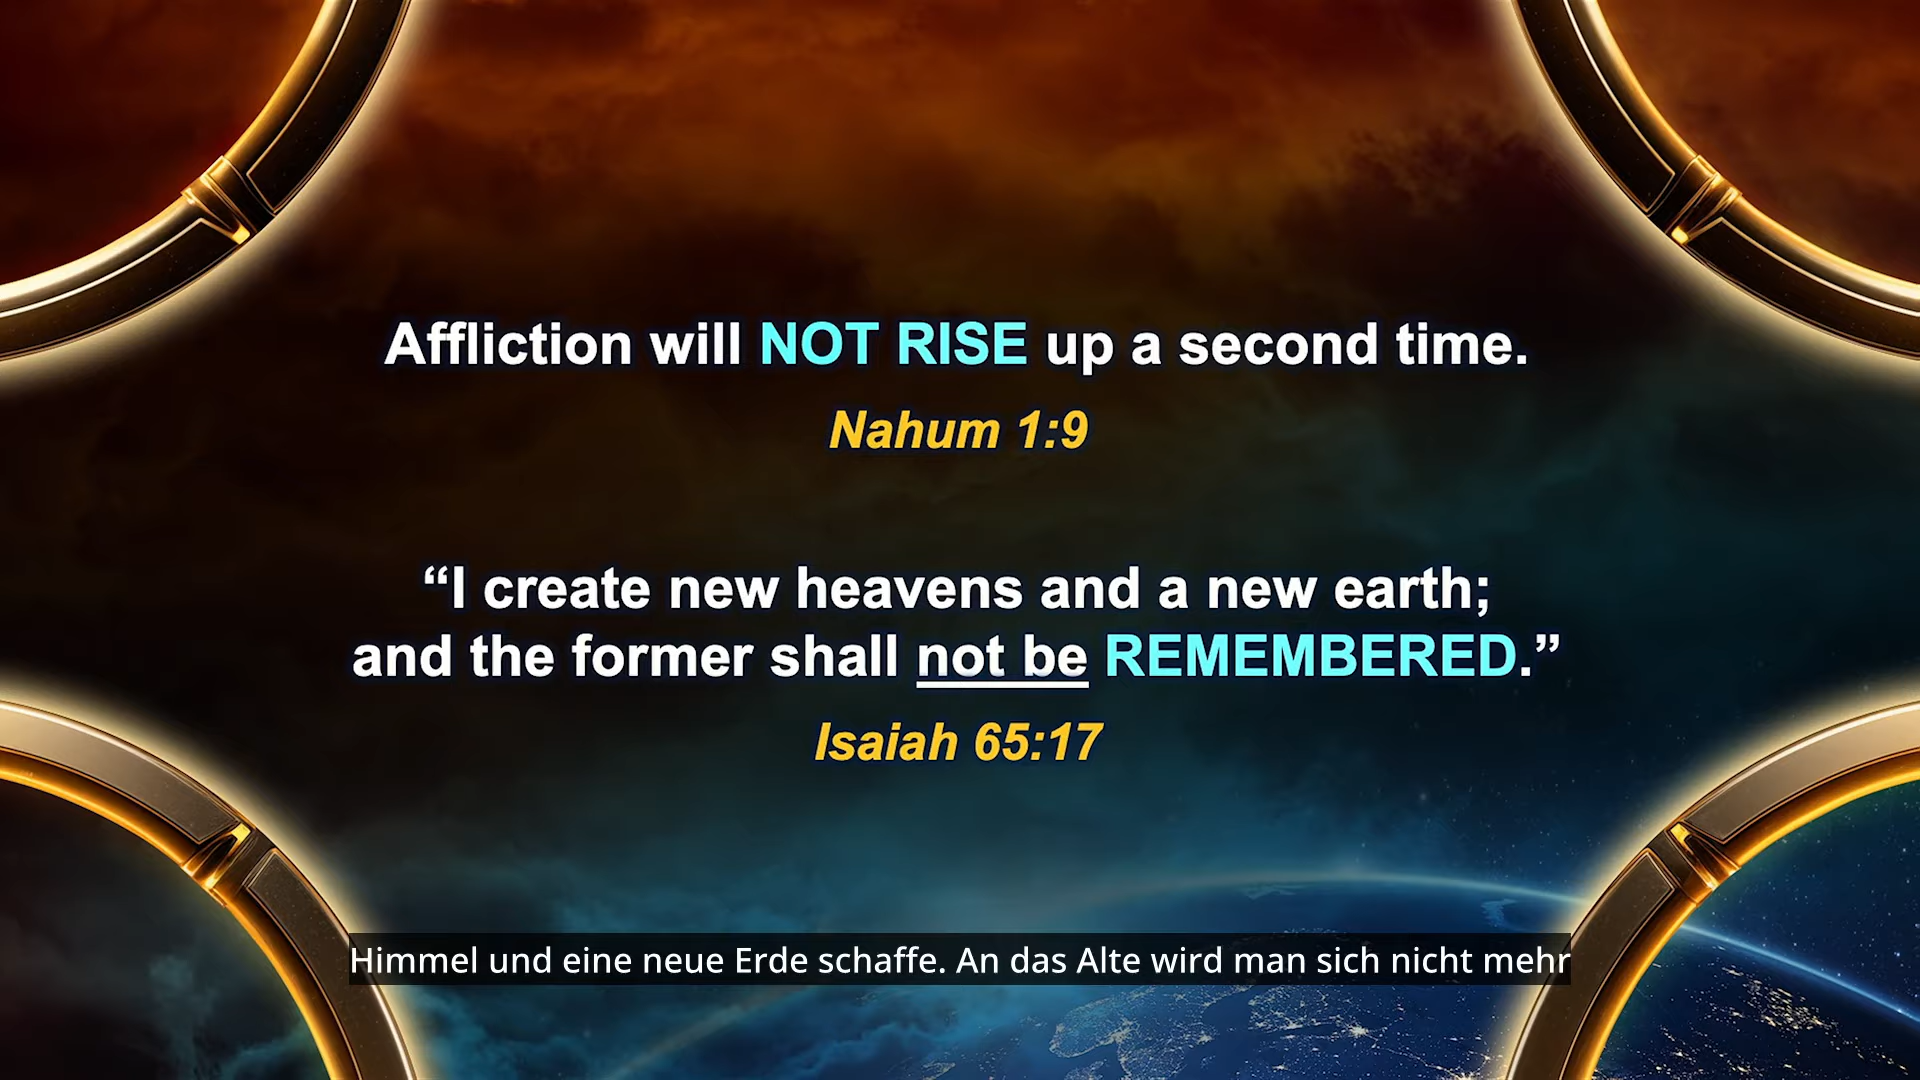 Affliction will NOT RISE up a second time.
Nahum 1:9
“I create new heavens and a new earth;
and the former shall not be REMEMBERED.”
Isaiah 65:17
Himmel und eine neue Erde schaffe. An das Alte wird man sich nicht mehr